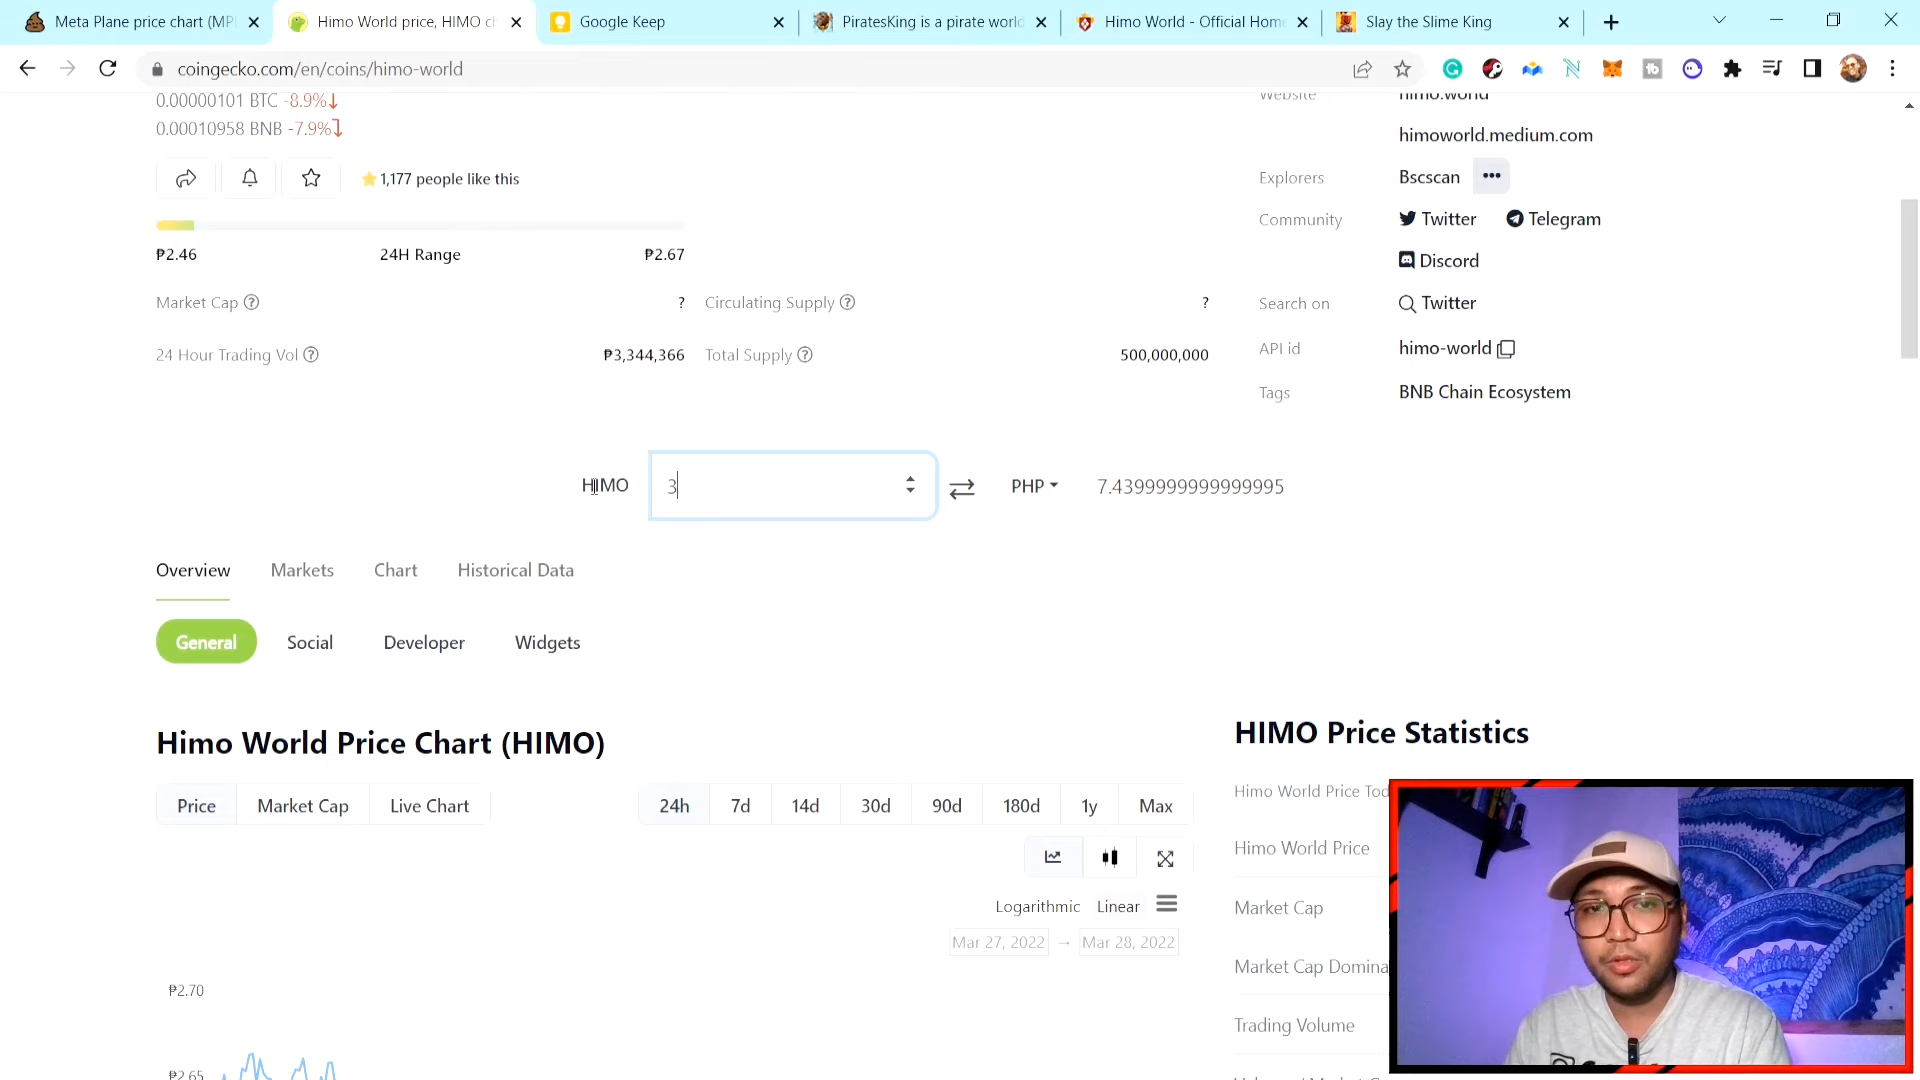 Meta Plane price chart (MPL
Himo World price, HIMO ch
Google Keep
PiratesKing is a pirate world
Himo World - Official Home
Slay the Slime King
coingecko.com/en/coins/himo-world
0.00000101 BTC -8.9%
0.00010958 BNB -7.9%
1,177 people like this
₱2.46 24H Range ₱2.67
Market Cap ?
Circulating Supply ?
24 Hour Trading Vol ₱3,344,366
Total Supply 500,000,000
Website himo.world
himoworld.medium.com
Explorers Bscscan •••
Community Twitter Telegram
Discord
Search on Twitter
API id himo-world
Tags BNB Chain Ecosystem
HIMO 3 PHP 7.4399999999999995
Overview Markets Chart Historical Data
General Social Developer Widgets
Himo World Price Chart (HIMO)
Price Market Cap Live Chart
24h 7d 14d 30d 90d 180d 1y Max
Logarithmic Linear
Mar 27, 2022 → Mar 28, 2022
₱2.70
₱2.65
HIMO Price Statistics
Himo World Price Tod
Himo World Price
Market Cap
Market Cap Domina
Trading Volume